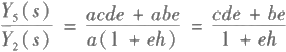 Y₅(s)/Y₂(s) = (acde + abe)/(a(1 + eh)) = (cde + be)/(1 + eh)